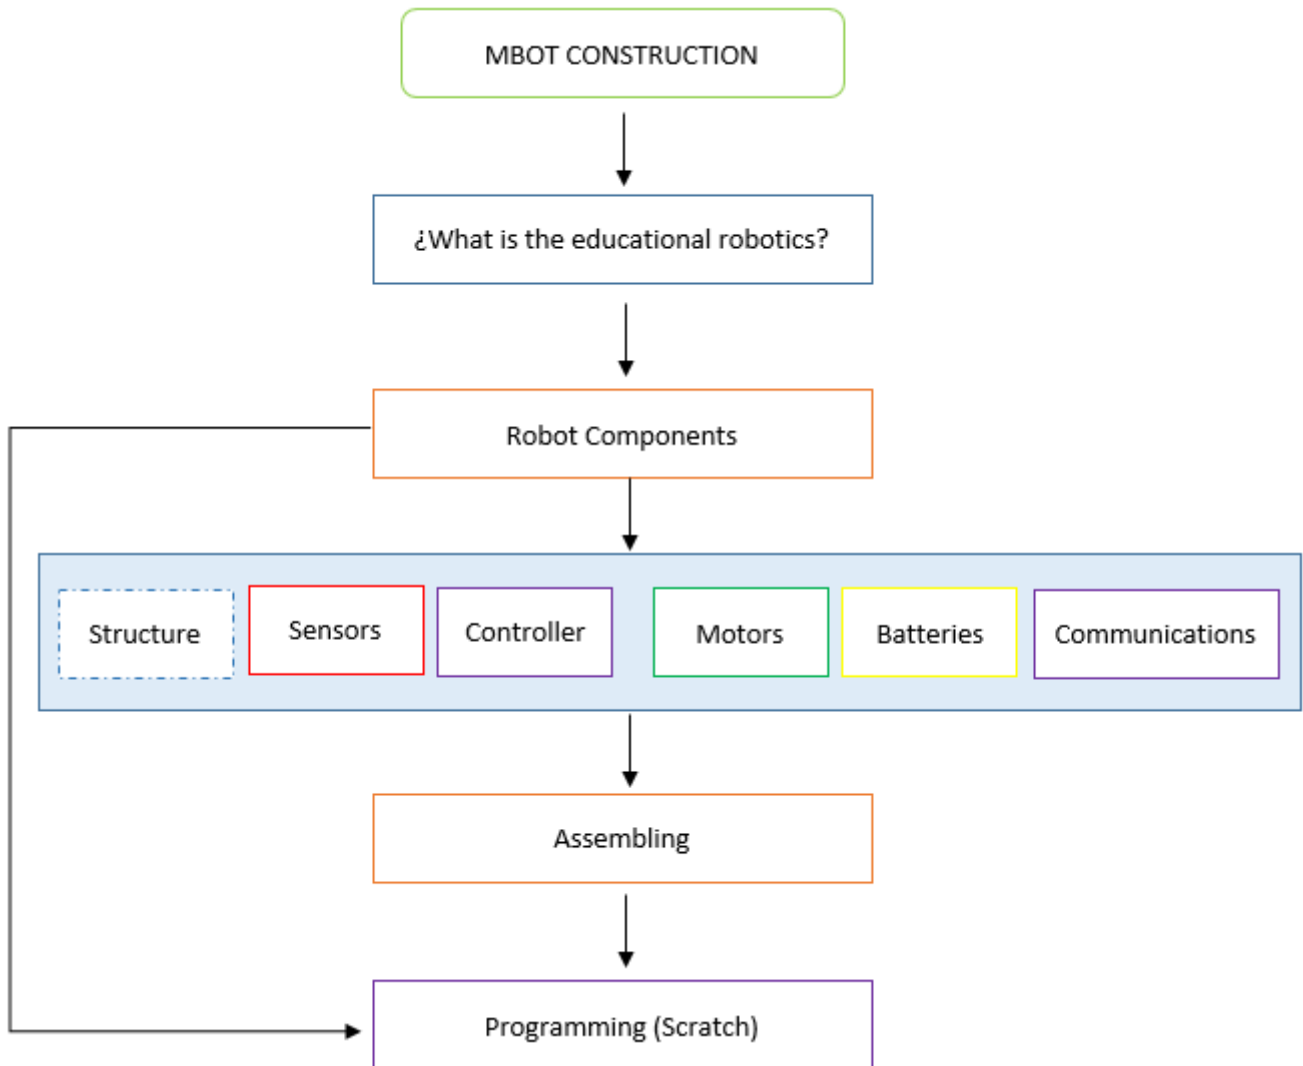 MBOT CONSTRUCTION
¿What is the educational robotics?
Robot Components
Structure
Sensors
Controller
Motors
Batteries
Communications
Assembling
Programming (Scratch)